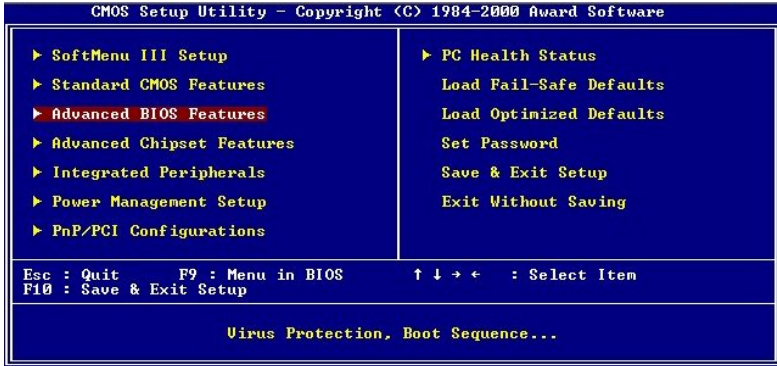 CMOS Setup Utility - Copyright (C) 1984-2000 Award Software
▶ SoftMenu III Setup
▶ Standard CMOS Features
▶ Advanced BIOS Features
▶ Advanced Chipset Features
▶ Integrated Peripherals
▶ Power Management Setup
▶ PnP/PCI Configurations
▶ PC Health Status
Load Fail-Safe Defaults
Load Optimized Defaults
Set Password
Save & Exit Setup
Exit Without Saving
Esc : Quit F9 : Menu in BIOS ↑ ↓ → ← : Select Item
F10 : Save & Exit Setup
Virus Protection, Boot Sequence...